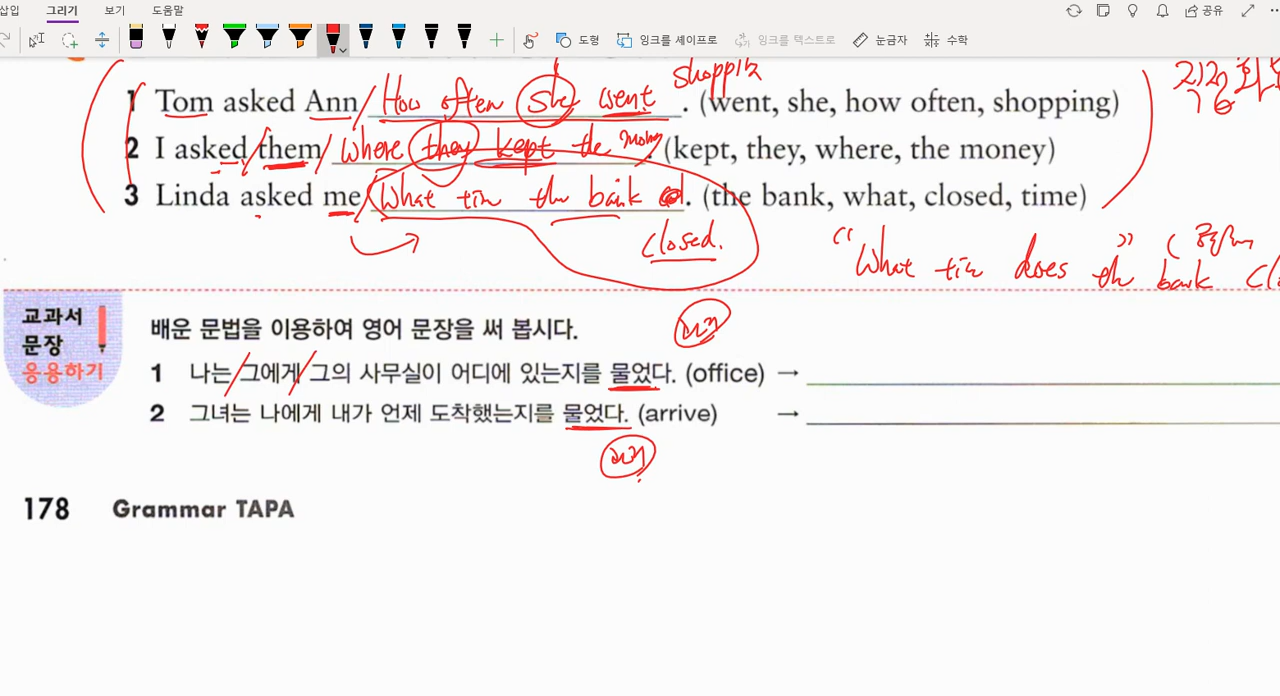 삽입 그리기 보기 도움말 공유
도형 잉크를 셰이프로 잉크를 텍스트로 눈금자 수학
shopping
1 Tom asked Ann / How often she went . (went, she, how often, shopping)
2 I asked / them / where they kept the money. (kept, they, where, the money)
3 Linda asked me / What time the bank . (the bank, what, closed, time)
closed.
"What time does the bank
교과서
문장
응용하기
배운 문법을 이용하여 영어 문장을 써 봅시다.
1 나는 / 그에게 / 그의 사무실이 어디에 있는지를 물었다. (office) →
2 그녀는 나에게 내가 언제 도착했는지를 물었다. (arrive) →
178 Grammar TAPA